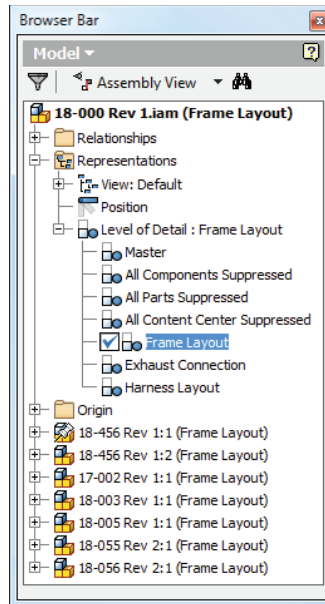 Browser Bar
Model
Assembly View
18-000 Rev 1.iam (Frame Layout)
Relationships
Representations
View: Default
Position
Level of Detail : Frame Layout
Master
All Components Suppressed
All Parts Suppressed
All Content Center Suppressed
Frame Layout
Exhaust Connection
Harness Layout
Origin
18-456 Rev 1:1 (Frame Layout)
18-456 Rev 1:2 (Frame Layout)
17-002 Rev 1:1 (Frame Layout)
18-003 Rev 1:1 (Frame Layout)
18-005 Rev 1:1 (Frame Layout)
18-055 Rev 2:1 (Frame Layout)
18-056 Rev 2:1 (Frame Layout)